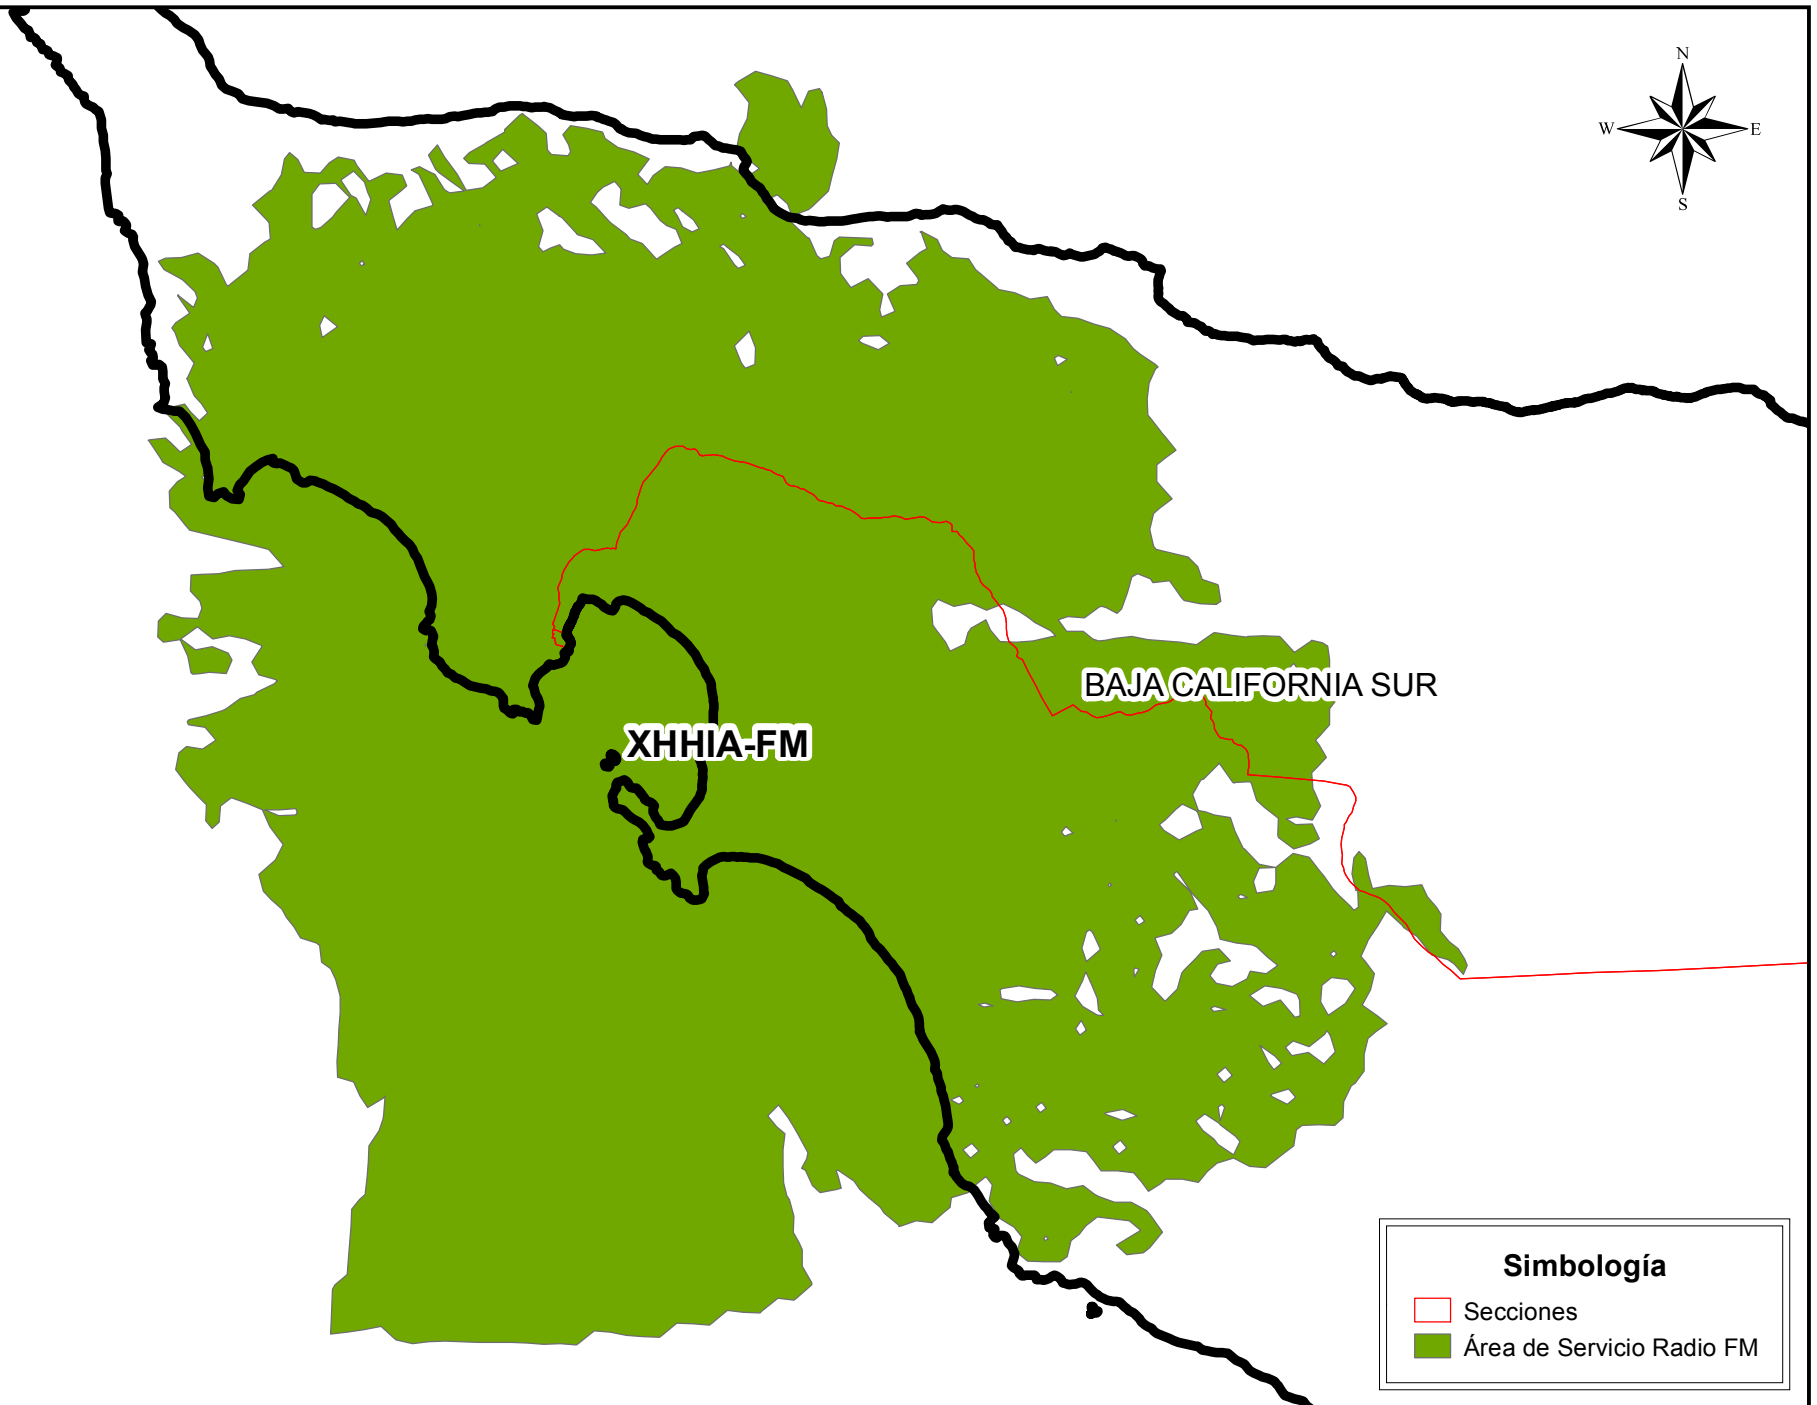 N
W E
S
BAJA CALIFORNIA SUR
XHHIA-FM
Simbología
Secciones
Área de Servicio Radio FM